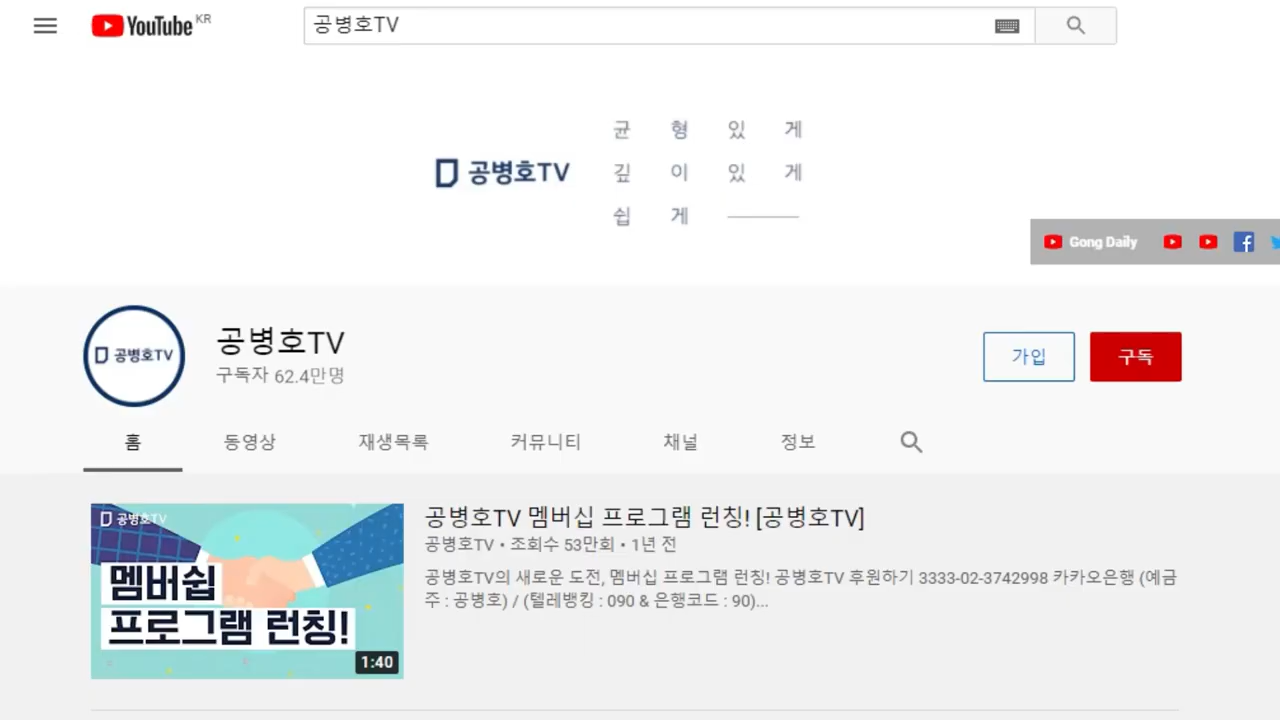 YouTube KR
공병호TV
균 형 있 게
공병호TV
깊 이 있 게
쉽 게
Gong Daily
공병호TV
공병호TV
구독자 62.4만명
가입
구독
홈 동영상 재생목록 커뮤니티 채널 정보
공병호TV
멤버쉽
프로그램 런칭!
1:40
공병호TV 멤버십 프로그램 런칭! [공병호TV]
공병호TV • 조회수 53만회 • 1년 전
공병호TV의 새로운 도전, 멤버십 프로그램 런칭! 공병호TV 후원하기 3333-02-3742998 카카오은행 (예금
주 : 공병호) / (텔레뱅킹 : 090 & 은행코드 : 90)...